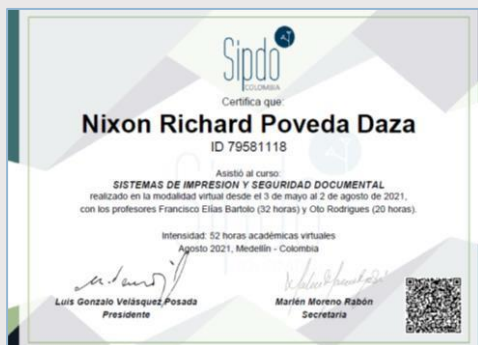 Sipdo
COLOMBIA
Certifica que:
Nixon Richard Poveda Daza
ID 79581118
Asistió al curso:
SISTEMAS DE IMPRESION Y SEGURIDAD DOCUMENTAL
realizado en la modalidad virtual desde el 3 de mayo al 2 de agosto de 2021,
con los profesores Francisco Elías Bartolo (32 horas) y Oto Rodrigues (20 horas).
Intensidad: 52 horas académicas virtuales
Agosto 2021, Medellín - Colombia
Luis Gonzalo Velásquez Posada
Presidente
Marlén Moreno Rabón
Secretaria